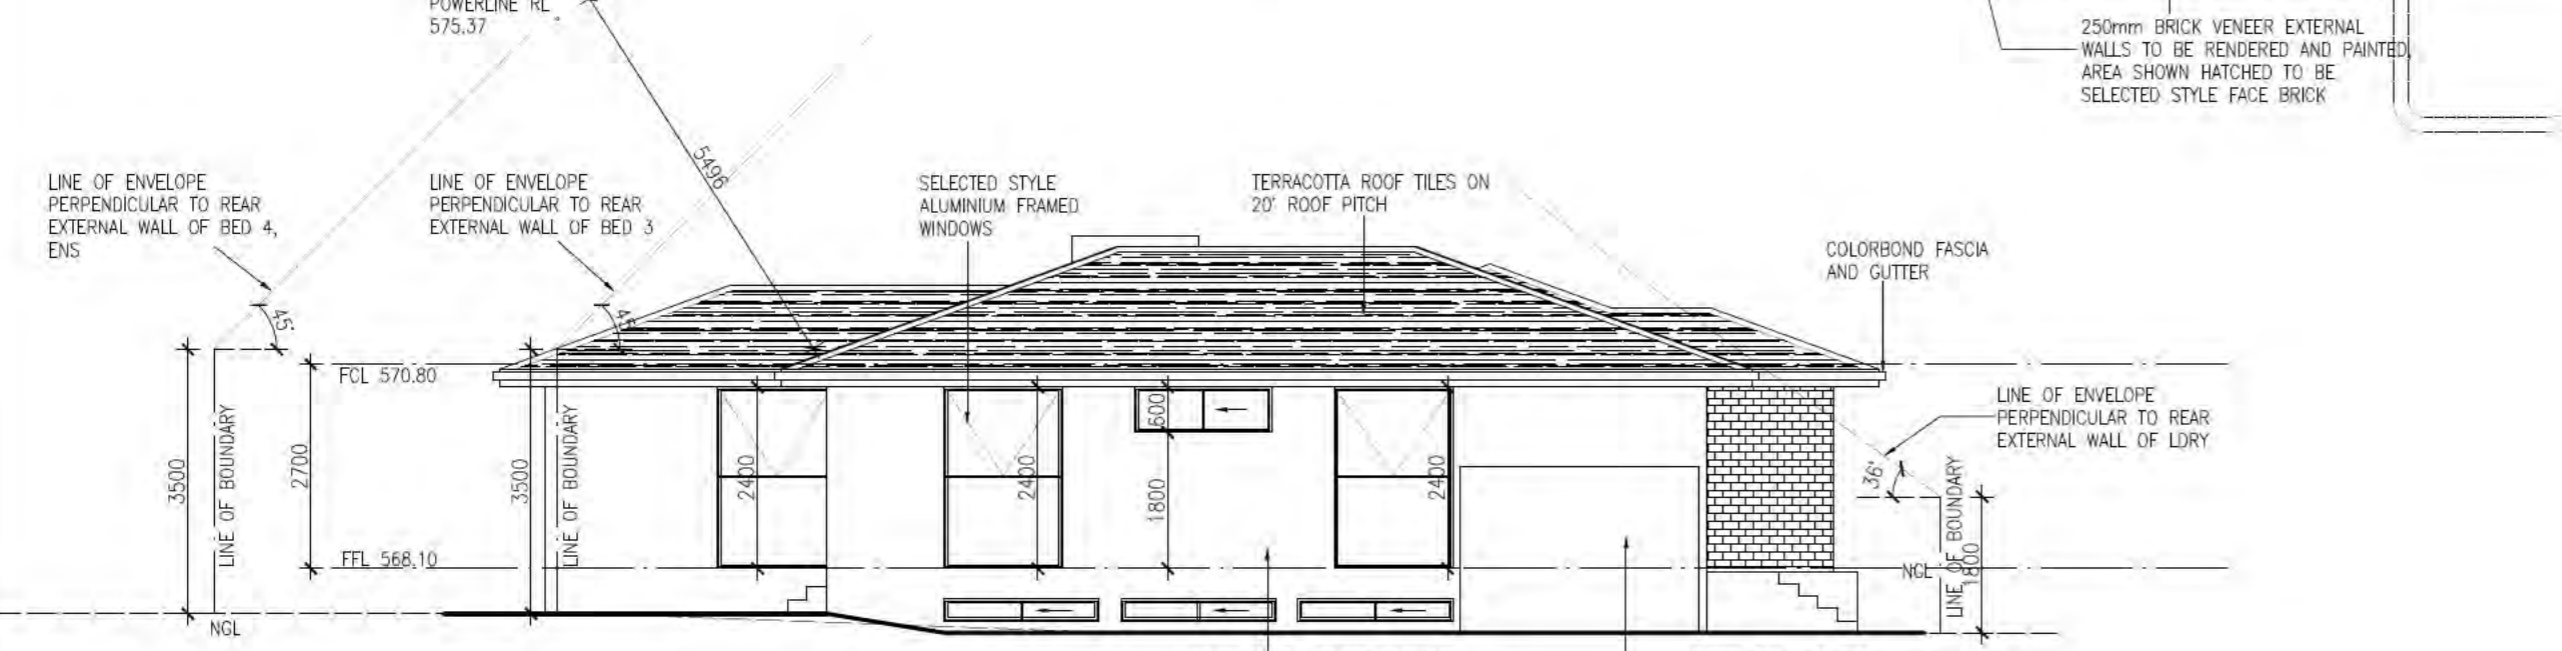 POWERLINE RL
575.37
250mm BRICK VENEER EXTERNAL
WALLS TO BE RENDERED AND PAINTED,
AREA SHOWN HATCHED TO BE
SELECTED STYLE FACE BRICK
LINE OF ENVELOPE
PERPENDICULAR TO REAR
EXTERNAL WALL OF BED 4,
ENS
LINE OF ENVELOPE
PERPENDICULAR TO REAR
EXTERNAL WALL OF BED 3
5496
SELECTED STYLE
ALUMINIUM FRAMED
WINDOWS
TERRACOTTA ROOF TILES ON
20° ROOF PITCH
COLORBOND FASCIA
AND GUTTER
45°
45°
FCL 570.80
3500
LINE OF BOUNDARY
2700
3500
LINE OF BOUNDARY
2400
2400
600
1800
2400
LINE OF ENVELOPE
PERPENDICULAR TO REAR
EXTERNAL WALL OF LDRY
36°
LINE OF BOUNDARY
1800
FFL 568.10
NGL
NGL